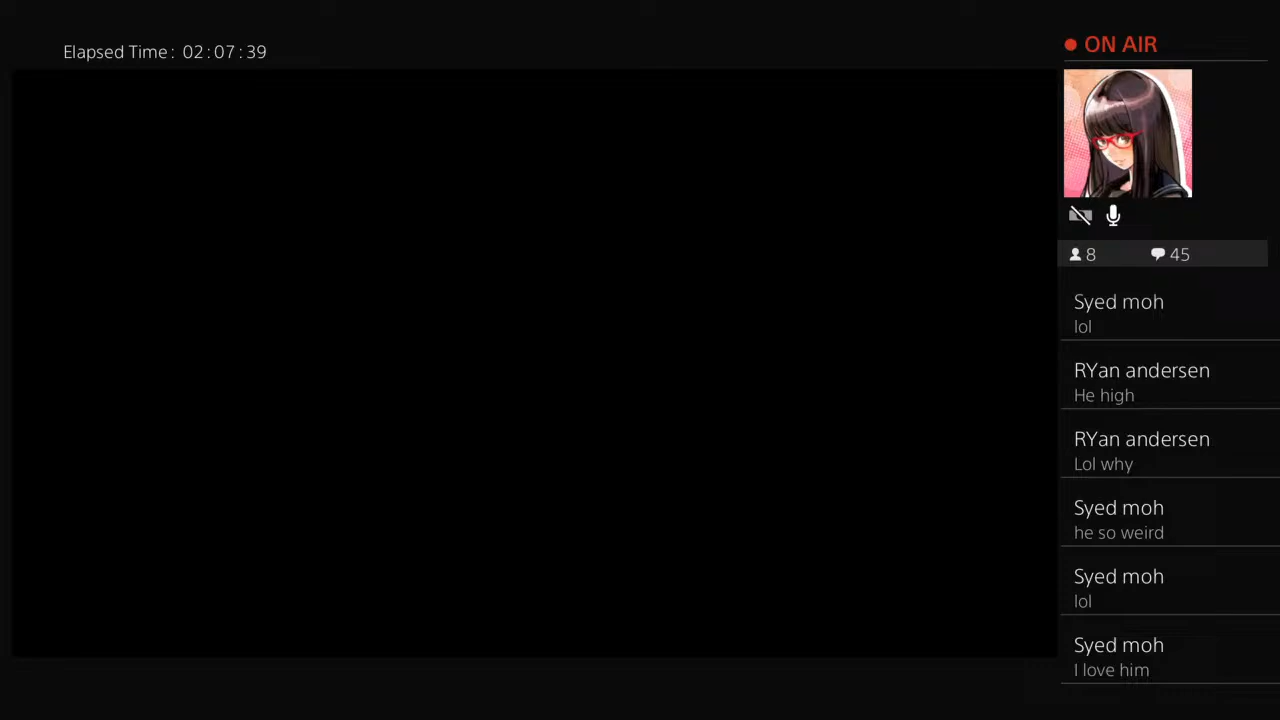 Elapsed Time: 02:07:39
ON AIR
8 45
Syed moh
lol
RYan andersen
He high
RYan andersen
Lol why
Syed moh
he so weird
Syed moh
lol
Syed moh
I love him